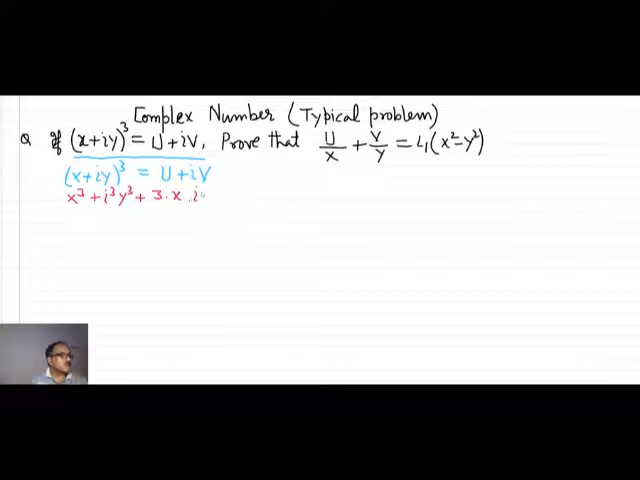 Complex Number (Typical problem)
Q If (x+iy)³ = U+iV, Prove that U/x + V/y = 4(x²-y²)
(x+iy)³ = U+iV
x³ + i³y³ + 3·x·i